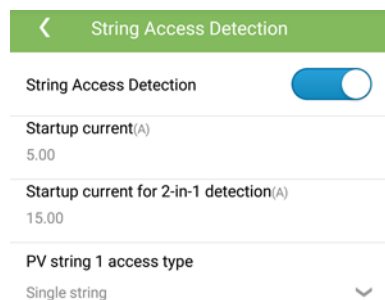 String Access Detection
String Access Detection
Startup current(A)
5.00
Startup current for 2-in-1 detection(A)
15.00
PV string 1 access type
Single string